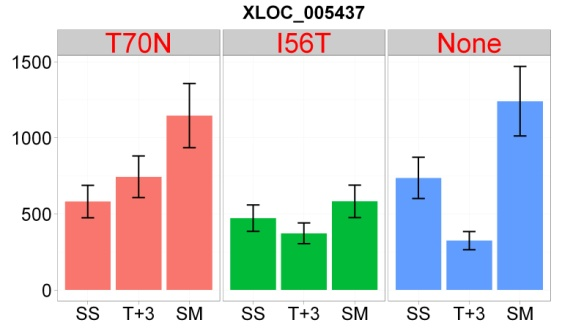 XLOC_005437
T70N I56T None
1500
1000
500
0
SS T+3 SM SS T+3 SM SS T+3 SM